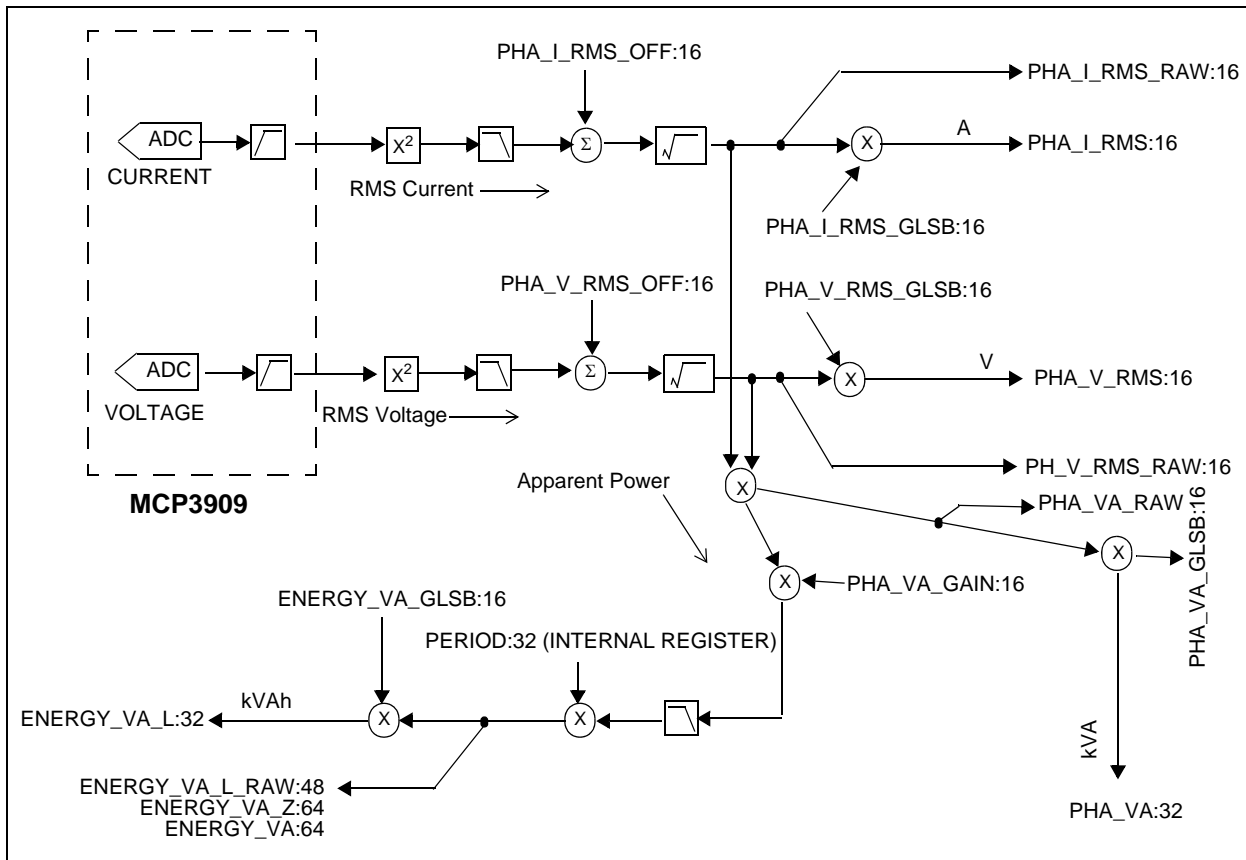 PHA_I_RMS_OFF:16
PHA_I_RMS_RAW:16
ADC
X²
Σ
√
X
A
PHA_I_RMS:16
CURRENT
RMS Current
PHA_I_RMS_GLSB:16
PHA_V_RMS_OFF:16
PHA_V_RMS_GLSB:16
ADC
X²
Σ
√
X
V
PHA_V_RMS:16
VOLTAGE
RMS Voltage
PH_V_RMS_RAW:16
MCP3909
Apparent Power
X
PHA_VA_RAW
X
PHA_VA_GLSB:16
X
PHA_VA_GAIN:16
ENERGY_VA_GLSB:16
PERIOD:32 (INTERNAL REGISTER)
kVAh
ENERGY_VA_L:32
X
X
kVA
ENERGY_VA_L_RAW:48
ENERGY_VA_Z:64
ENERGY_VA:64
PHA_VA:32